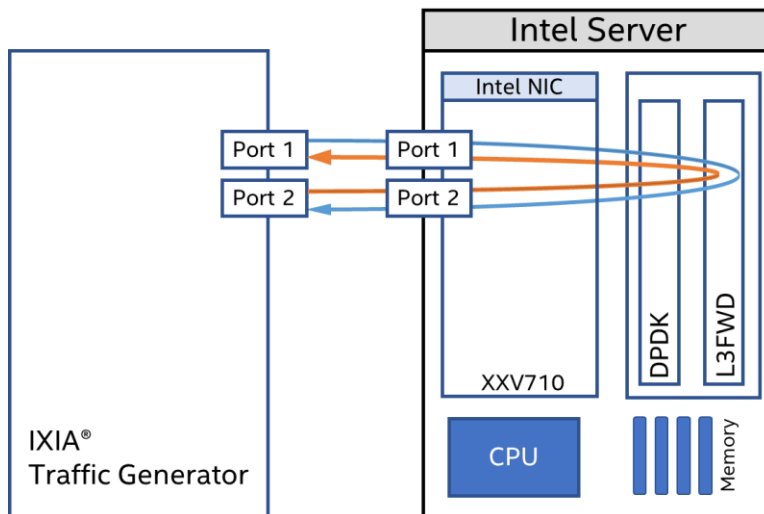 Intel Server
Intel NIC
Port 1
Port 1
Port 2
Port 2
DPDK
L3FWD
XXV710
IXIA®
Traffic Generator
CPU
Memory